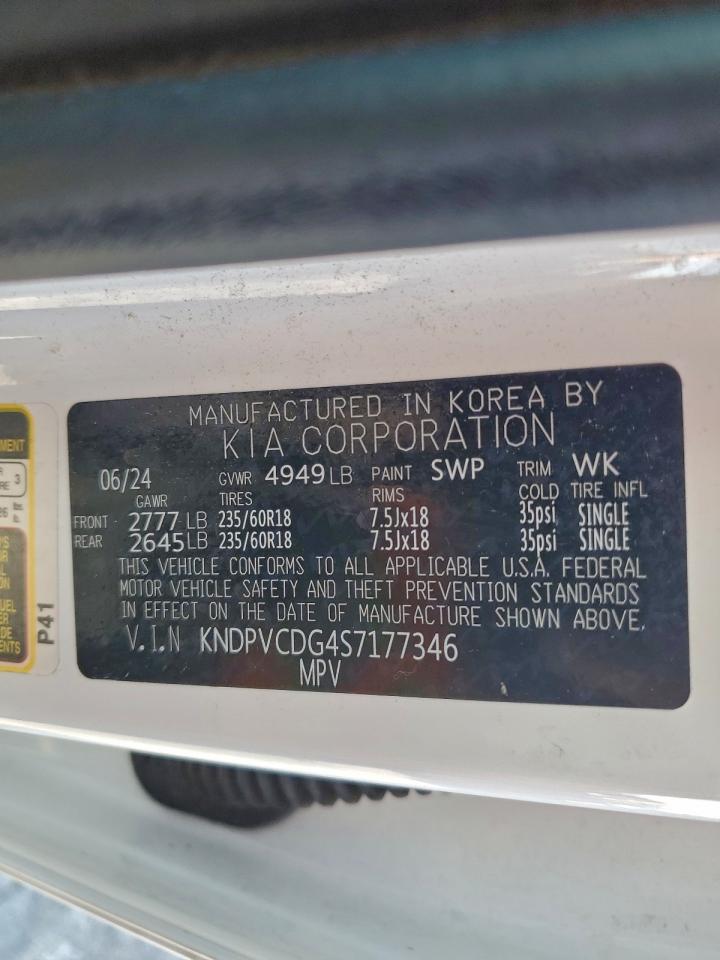 MANUFACTURED IN KOREA BY
KIA CORPORATION
06/24 GVWR 4949 LB PAINT SWP TRIM WK
GAWR TIRES RIMS COLD TIRE INFL
FRONT 2777 LB 235/60R18 7.5Jx18 35psi SINGLE
REAR 2645 LB 235/60R18 7.5Jx18 35psi SINGLE
THIS VEHICLE CONFORMS TO ALL APPLICABLE U.S.A. FEDERAL
MOTOR VEHICLE SAFETY AND THEFT PREVENTION STANDARDS
IN EFFECT ON THE DATE OF MANUFACTURE SHOWN ABOVE.
V.I.N KNDPVCDG4S7177346
MPV
P41
3